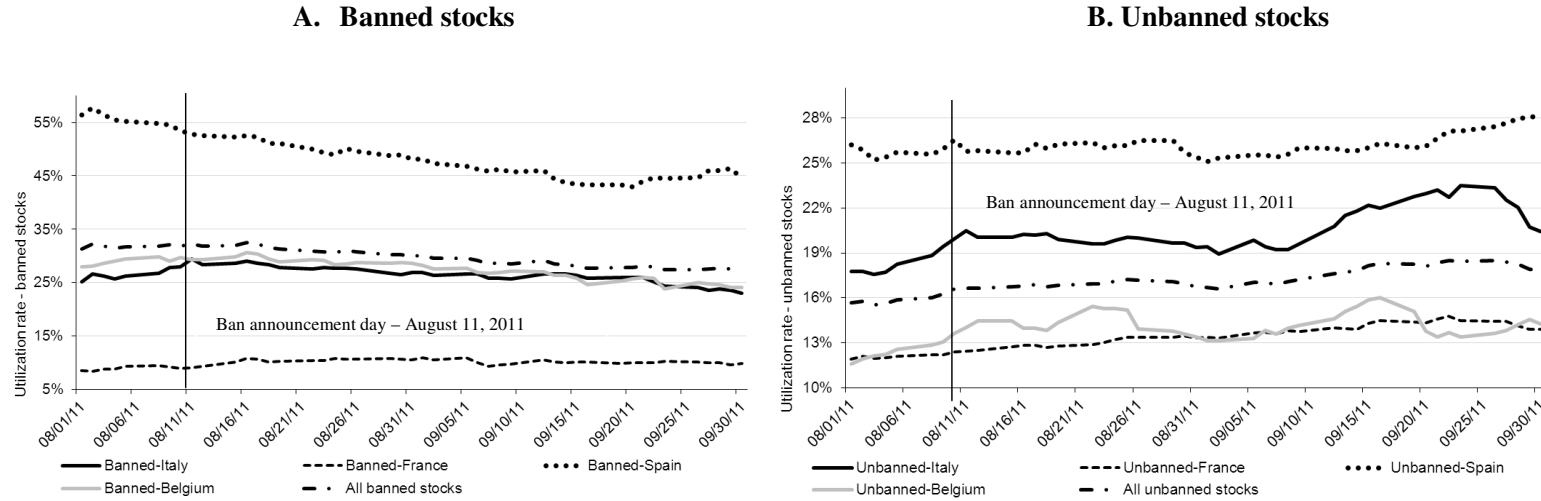 A. Banned stocks
Utilization rate - banned stocks
55%
45%
35%
25%
15%
5%
Ban announcement day – August 11, 2011
08/01/11
08/06/11
08/11/11
08/16/11
08/21/11
08/26/11
08/31/11
09/05/11
09/10/11
09/15/11
09/20/11
09/25/11
09/30/11
Banned-Italy
Banned-France
Banned-Spain
Banned-Belgium
All banned stocks
B. Unbanned stocks
Utilization rate - unbanned stocks
28%
25%
22%
19%
16%
13%
10%
Ban announcement day – August 11, 2011
08/01/11
08/06/11
08/11/11
08/16/11
08/21/11
08/26/11
08/31/11
09/05/11
09/10/11
09/15/11
09/20/11
09/25/11
09/30/11
Unbanned-Italy
Unbanned-France
Unbanned-Spain
Unbanned-Belgium
All unbanned stocks